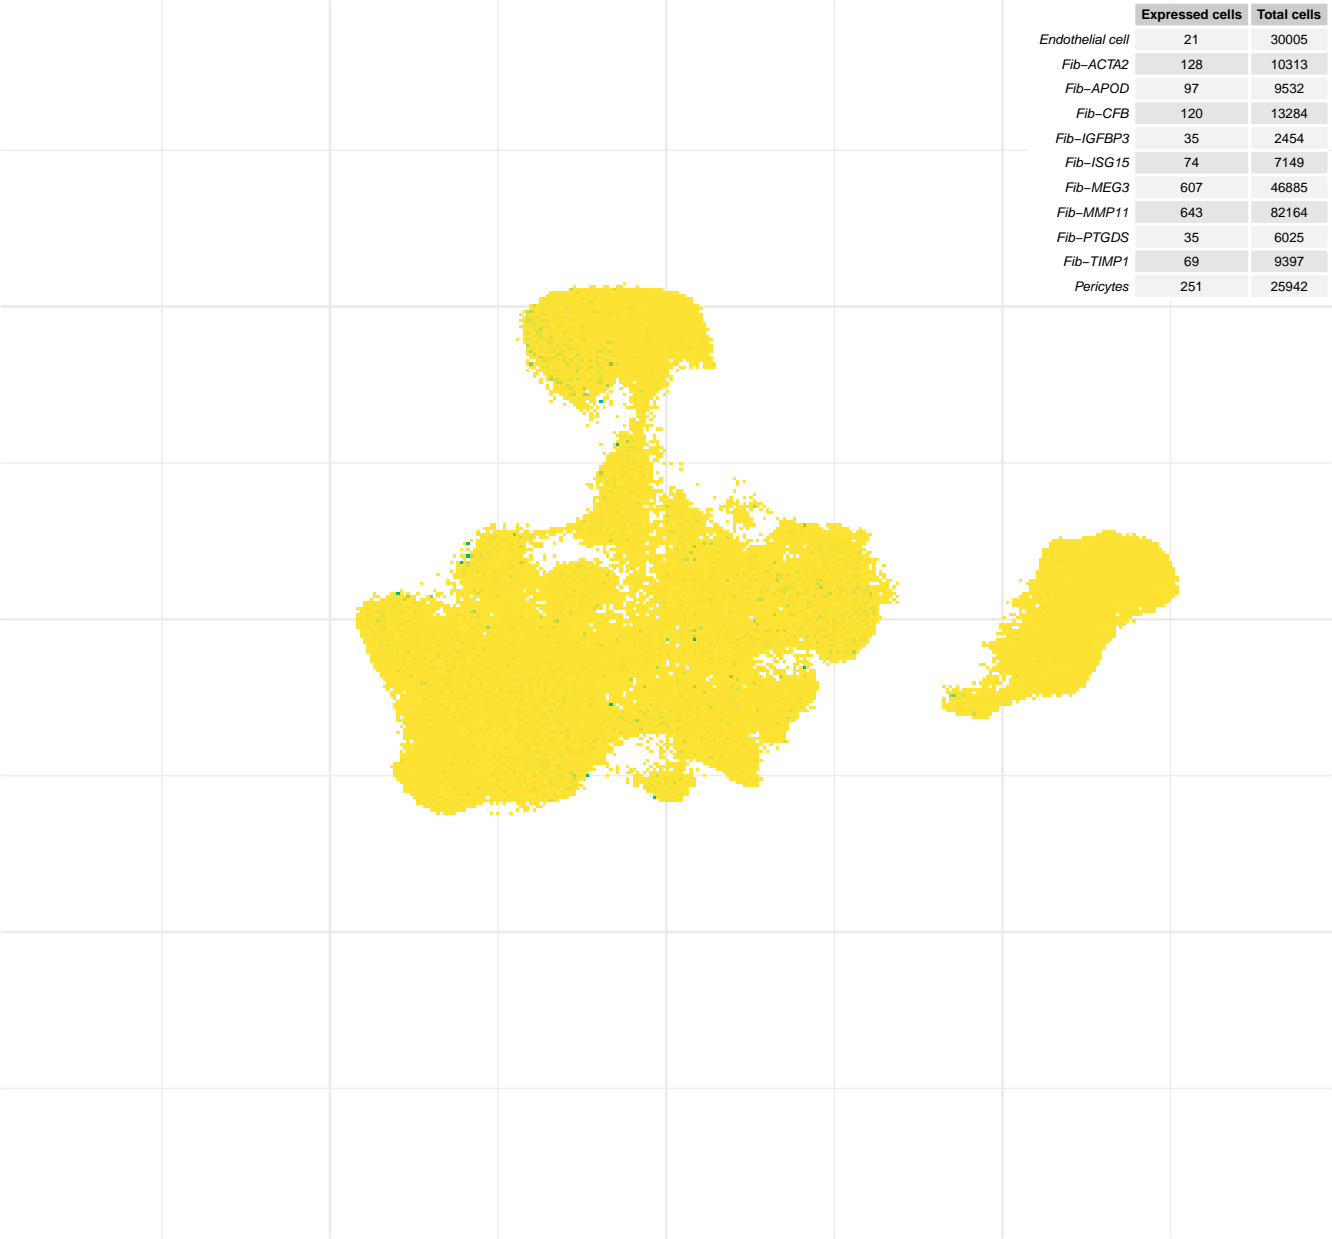 Expressed cells Total cells
Endothelial cell 21 30005
Fib−ACTA2 128 10313
Fib−APOD 97 9532
Fib−CFB 120 13284
Fib−IGFBP3 35 2454
Fib−ISG15 74 7149
Fib−MEG3 607 46885
Fib−MMP11 643 82164
Fib−PTGDS 35 6025
Fib−TIMP1 69 9397
Pericytes 251 25942